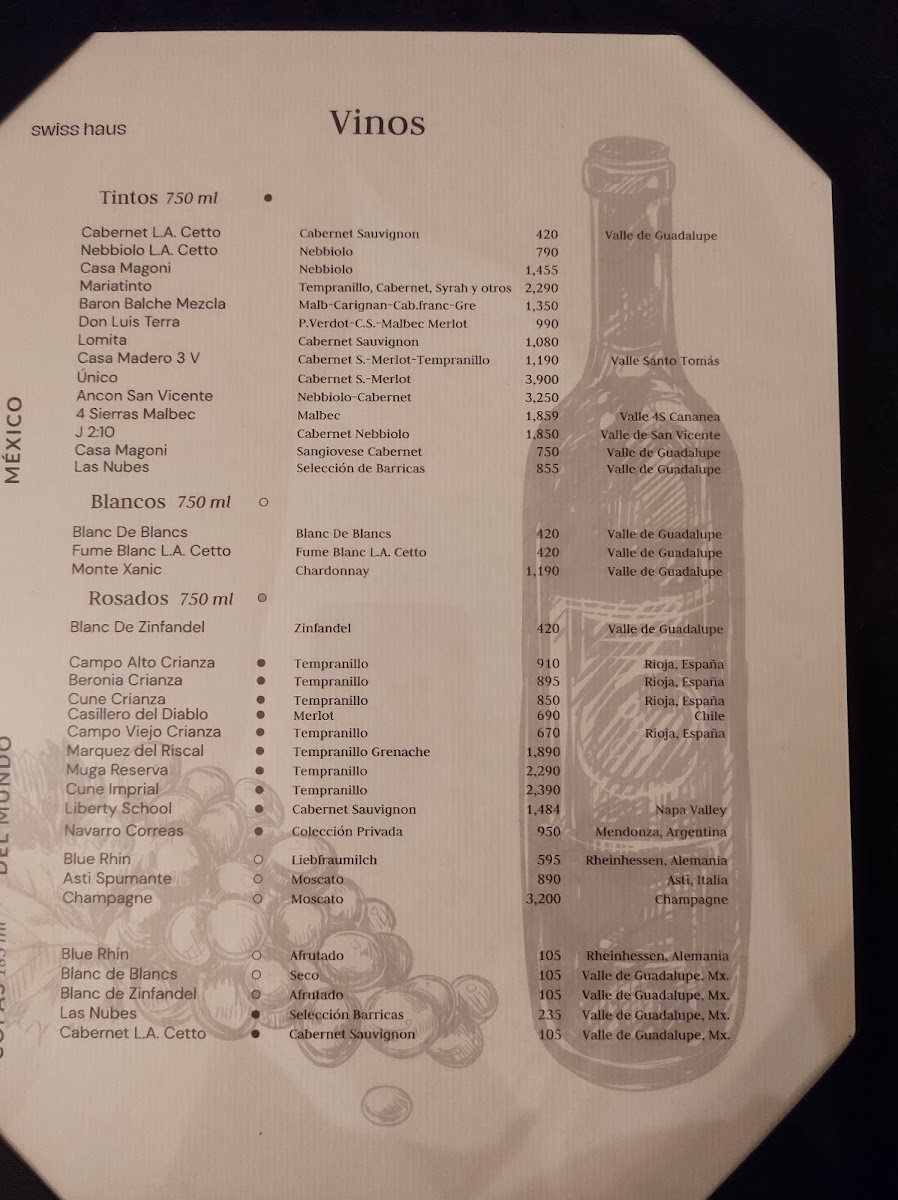 swiss haus
Vinos
Tintos 750 ml
Cabernet L.A. Cetto Cabernet Sauvignon 420 Valle de Guadalupe
Nebbiolo L.A. Cetto Nebbiolo 790
Casa Magoni Nebbiolo 1,455
Mariatinto Tempranillo, Cabernet, Syrah y otros 2,290
Baron Balche Mezcla Malb-Carignan-Cab.franc-Gre 1,350
Don Luis Terra P.Verdot-C.S.-Malbec Merlot 990
Lomita Cabernet Sauvignon 1,080
Casa Madero 3 V Cabernet S.-Merlot-Tempranillo 1,190 Valle Santo Tomás
Único Cabernet S.-Merlot 3,900
Ancon San Vicente Nebbiolo-Cabernet 3,250
4 Sierras Malbec Malbec 1,859 Valle 4S Cananea
J 2:10 Cabernet Nebbiolo 1,850 Valle de San Vicente
Casa Magoni Sangiovese Cabernet 750 Valle de Guadalupe
Las Nubes Selección de Barricas 855 Valle de Guadalupe
MÉXICO
Blancos 750 ml
Blanc De Blancs Blanc De Blancs 420 Valle de Guadalupe
Fume Blanc L.A. Cetto Fume Blanc L.A. Cetto 420 Valle de Guadalupe
Monte Xanic Chardonnay 1,190 Valle de Guadalupe
Rosados 750 ml
Blanc De Zinfandel Zinfandel 420 Valle de Guadalupe
Campo Alto Crianza Tempranillo 910 Rioja, España
Beronia Crianza Tempranillo 895 Rioja, España
Cune Crianza Tempranillo 850 Rioja, España
Casillero del Diablo Merlot 690 Chile
Campo Viejo Crianza Tempranillo 670 Rioja, España
Marquez del Riscal Tempranillo Grenache 1,890
Muga Reserva Tempranillo 2,290
Cune Imprial Tempranillo 2,390
Liberty School Cabernet Sauvignon 1,484 Napa Valley
Navarro Correas Colección Privada 950 Mendonza, Argentina
DEL MUNDO
Blue Rhin Liebfraumilch 595 Rheinhessen, Alemania
Asti Spumante Moscato 890 Asti, Italia
Champagne Moscato 3,200 Champagne
Blue Rhin Afrutado 105 Rheinhessen, Alemania
Blanc de Blancs Seco 105 Valle de Guadalupe, Mx.
Blanc de Zinfandel Afrutado 105 Valle de Guadalupe, Mx.
Las Nubes Selección Barricas 235 Valle de Guadalupe, Mx.
Cabernet L.A. Cetto Cabernet Sauvignon 105 Valle de Guadalupe, Mx.